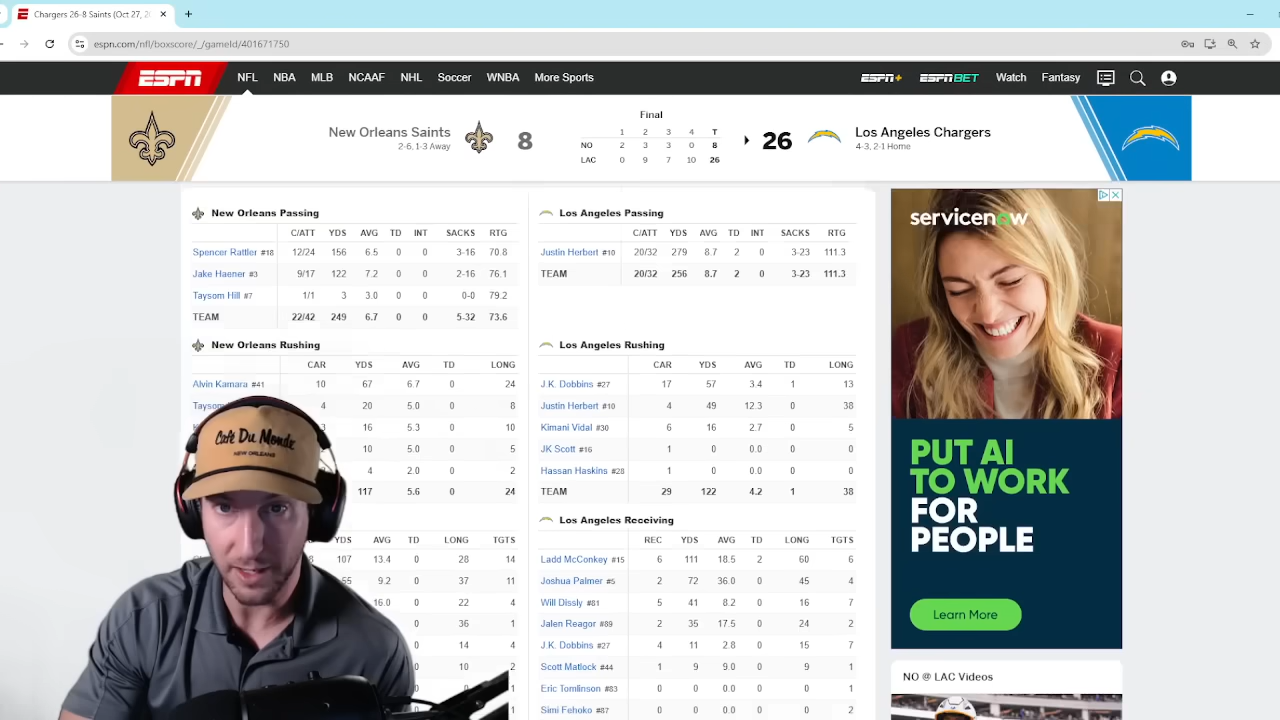 Chargers 26-8 Saints (Oct 27, 2
espn.com/nfl/boxscore/_/gameId/401671750
ESPN NFL NBA MLB NCAAF NHL Soccer WNBA More Sports ESPN+ ESPN BET Watch Fantasy
Final
New Orleans Saints 8 1 2 3 4 T 26 Los Angeles Chargers
2-6, 1-3 Away NO 2 3 3 0 8 4-3, 2-1 Home
LAC 0 9 7 10 26
New Orleans Passing
C/ATT YDS AVG TD INT SACKS RTG
Spencer Rattler #18 12/24 156 6.5 0 0 3-16 70.8
Jake Haener #3 9/17 122 7.2 0 0 2-16 76.1
Taysom Hill #7 1/1 3 3.0 0 0 0-0 79.2
TEAM 22/42 249 6.7 0 0 5-32 73.6
Los Angeles Passing
C/ATT YDS AVG TD INT SACKS RTG
Justin Herbert #10 20/32 279 8.7 2 0 3-23 111.3
TEAM 20/32 256 8.7 2 0 3-23 111.3
New Orleans Rushing
CAR YDS AVG TD LONG
Alvin Kamara #41 10 67 6.7 0 24
4 20 5.0 0 8
3 16 5.3 0 10
10 5.0 0 5
4 2.0 0 2
117 5.6 0 24
Los Angeles Rushing
CAR YDS AVG TD LONG
J.K. Dobbins #27 17 57 3.4 1 13
Justin Herbert #10 4 49 12.3 0 38
Kimani Vidal #30 6 16 2.7 0 5
JK Scott #16 1 0 0.0 0 0
Hassan Haskins #28 1 0 0.0 0 0
TEAM 29 122 4.2 1 38
YDS AVG TD LONG TGTS
107 13.4 0 28 14
55 9.2 0 37 11
16.0 0 22 4
0 36 1
0 14 4
0 10 2
Los Angeles Receiving
REC YDS AVG TD LONG TGTS
Ladd McConkey #15 6 111 18.5 2 60 6
Joshua Palmer #5 2 72 36.0 0 45 4
Will Dissly #81 5 41 8.2 0 16 7
Jalen Reagor #89 2 35 17.5 0 24 2
J.K. Dobbins #27 4 11 2.8 0 15 7
Scott Matlock #44 1 9 9.0 0 9 1
Eric Tomlinson #83 0 0 0.0 0 0 1
Simi Fehoko #87 0 0 0.0 0 0 2
Café Du Monde
NEW ORLEANS
servicenow
PUT AI
TO WORK
FOR
PEOPLE
Learn More
NO @ LAC Videos